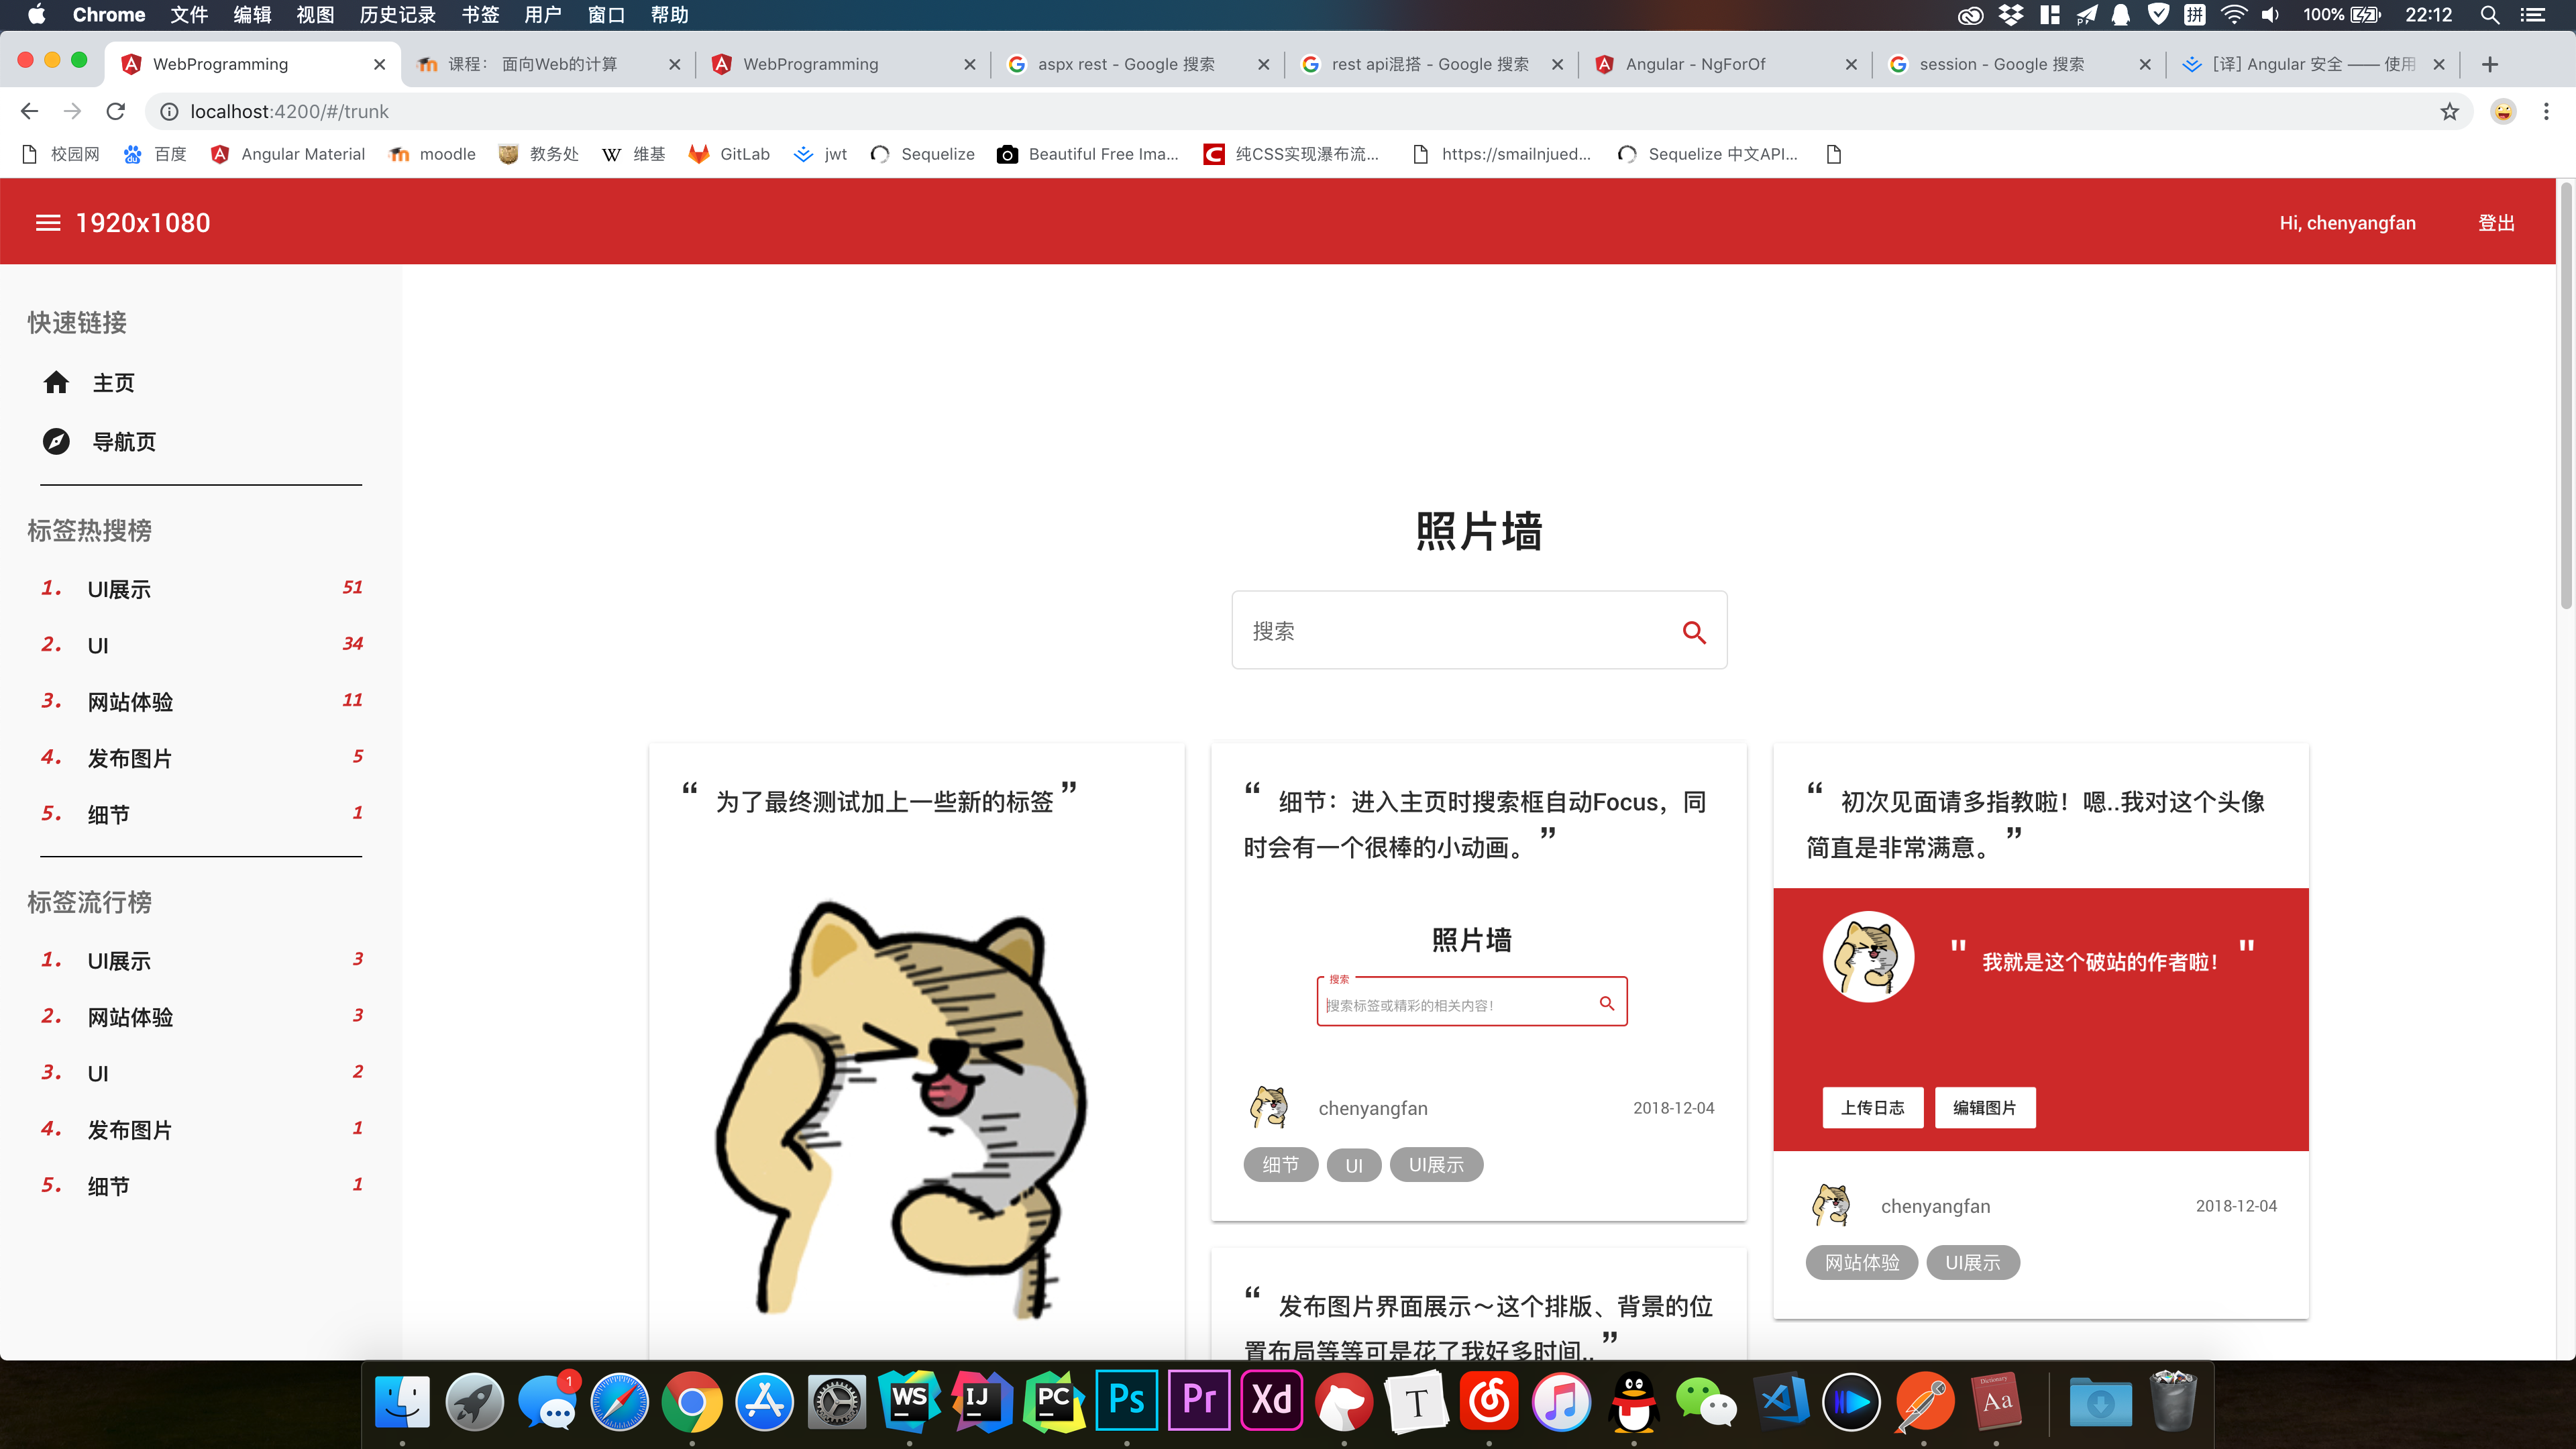 Chrome 文件 编辑 视图 历史记录 书签 用户 窗口 帮助 拼 100% 22:12
WebPrograming 课程： 面向Web的计算 WebProgramming aspx rest - Google 搜索 rest api混搭 - Google 搜索 Angular - NgForOf session - Google 搜索 [译] Angular 安全 —— 使用
localhost:4200/#/trunk
校园网 百度 Angular Material moodle 教务处 W 维基 GitLab jwt Sequelize Beautiful Free Ima... 纯CSS实现瀑布流... https://smailnjued... Sequelize 中文API...
1920x1080 Hi, chenyangfan 登出
快速链接
主页
导航页
标签热搜榜
1. UI展示 51
2. UI 34
3. 网站体验 11
4. 发布图片 5
5. 细节 1
标签流行榜
1. UI展示 3
2. 网站体验 3
3. UI 2
4. 发布图片 1
5. 细节 1
照片墙
搜索
“ 为了最终测试加上一些新的标签 ”
“ 细节：进入主页时搜索框自动Focus，同
时会有一个很棒的小动画。 ”
照片墙
搜索
搜索标签或精彩的相关内容！
chenyangfan 2018-12-04
细节 UI UI展示
“ 发布图片界面展示～这个排版、背景的位
置布局等等可是花了我好多时间.. ”
“ 初次见面请多指教啦！嗯..我对这个头像
简直是非常满意。 ”
" 我就是这个破站的作者啦！ "
上传日志 编辑图片
chenyangfan 2018-12-04
网站体验 UI展示
1 WS IJ PC Ps Pr Xd T Dictionary Aa